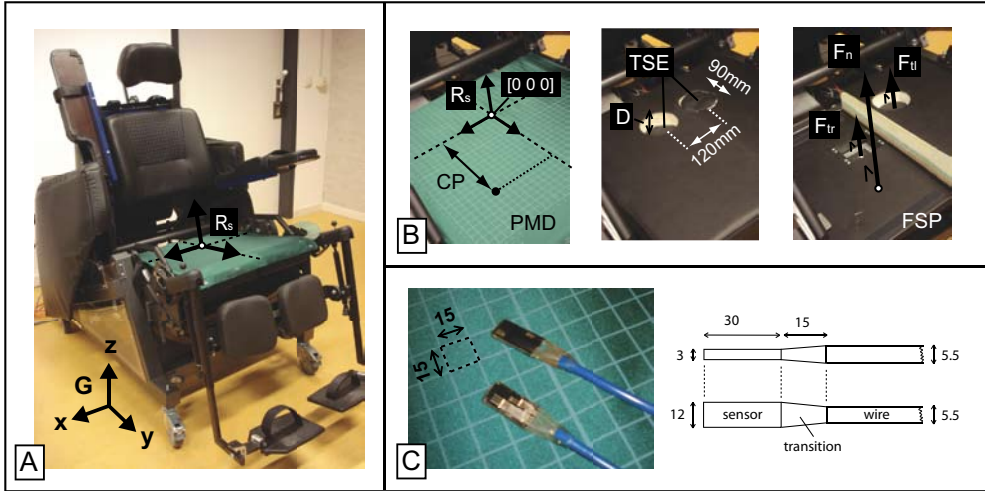 Rs
z
G
x
y
A
Rs
[0 0 0]
CP
PMD
B
TSE
90mm
D
120mm
Fn
Ftl
Ftr
FSP
15
15
C
30
15
3
5.5
12
sensor
wire
5.5
transition